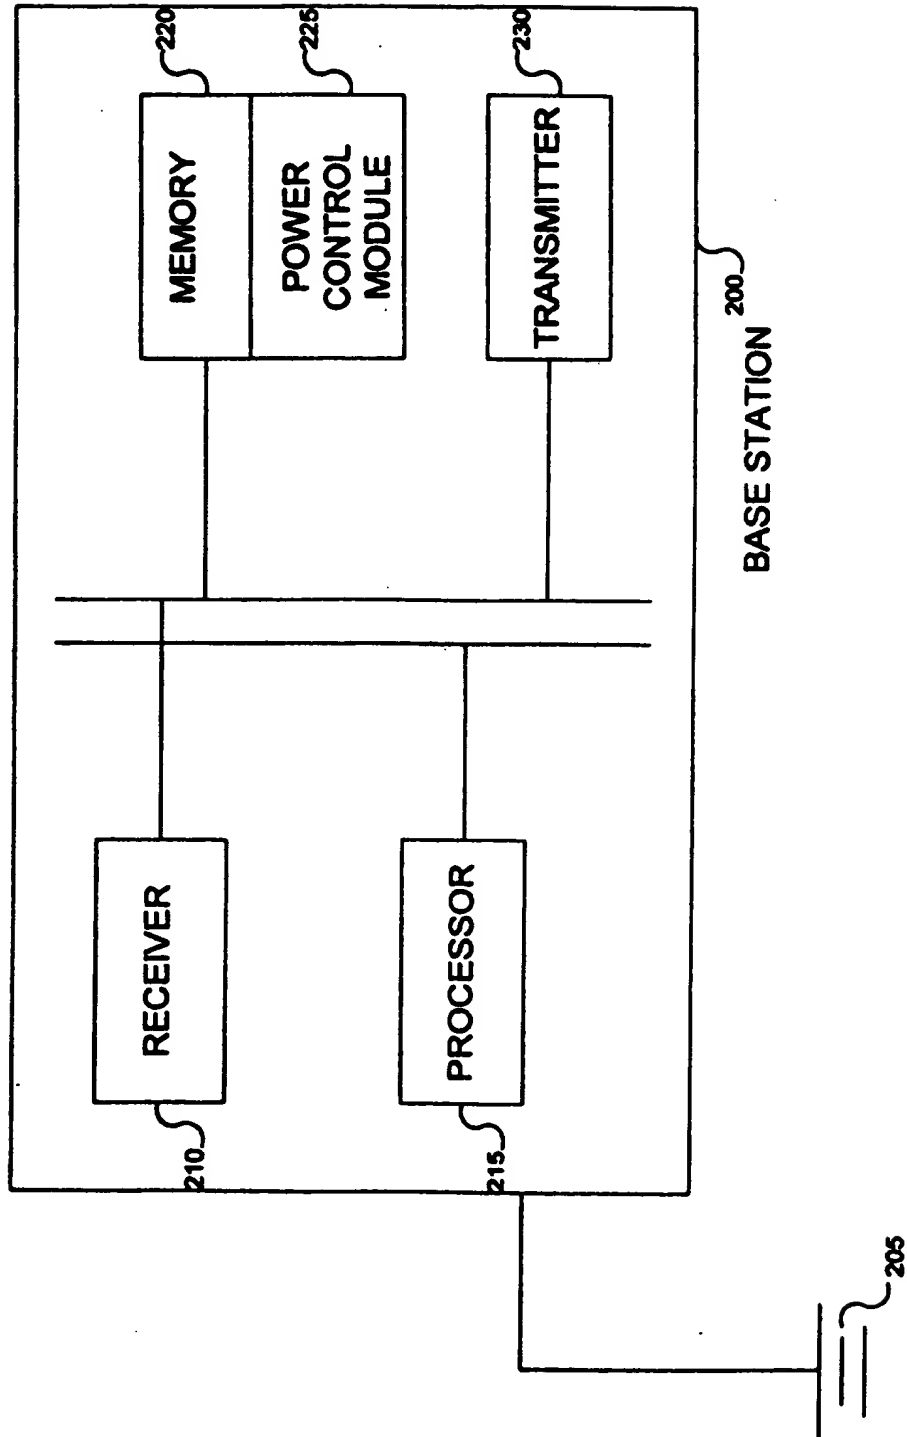 210
RECEIVER
MEMORY
220
POWER
CONTROL
MODULE
225
215
PROCESSOR
TRANSMITTER
230
200
BASE STATION
205